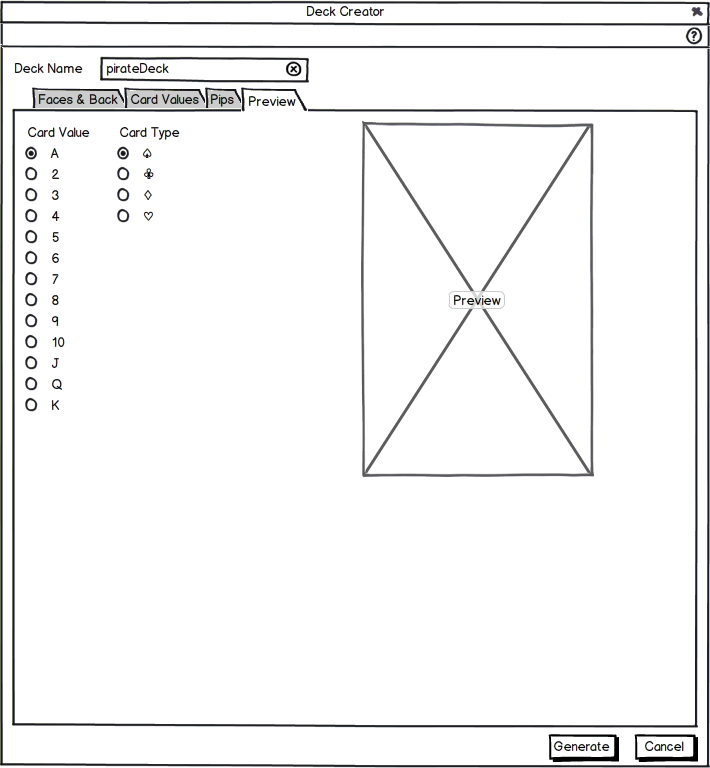 Deck Creator
?
Deck Name pirateDeck
Faces & Back Card Values Pips Preview
Card Value Card Type
A ♤
2 ♧
3 ♢
4 ♡
5
6
7
8
9
10
J
Q
K
Preview
Generate Cancel